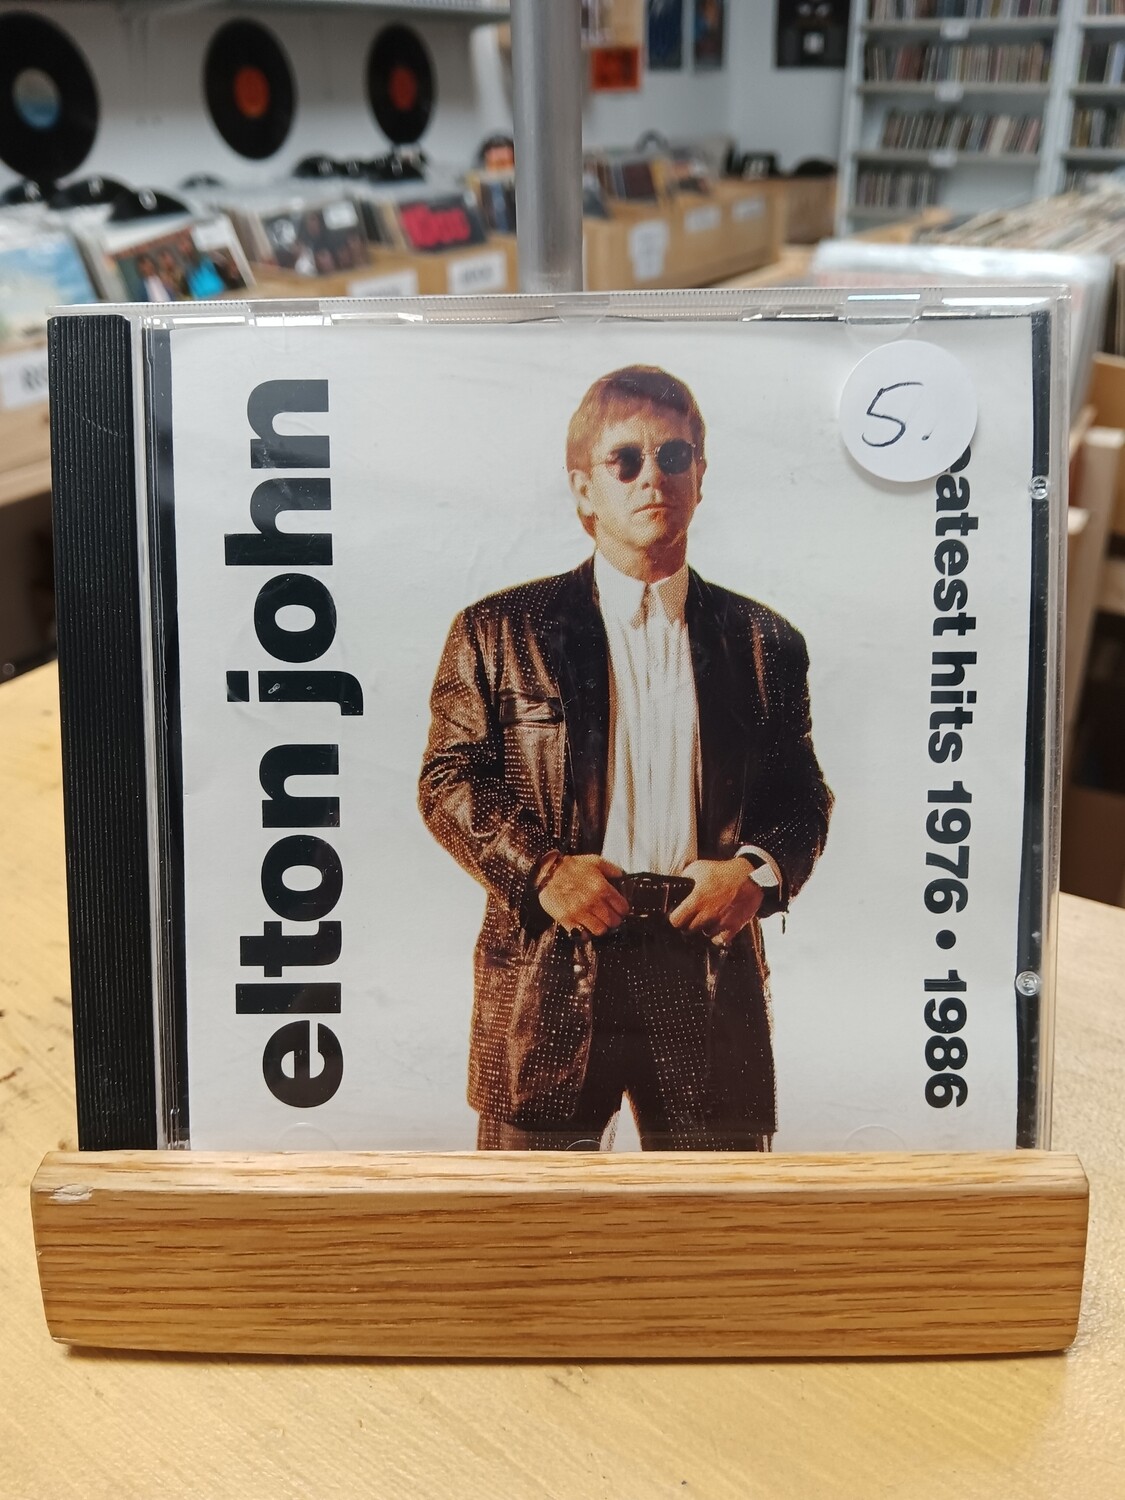 elton john
5.
eatest hits 1976 • 1986